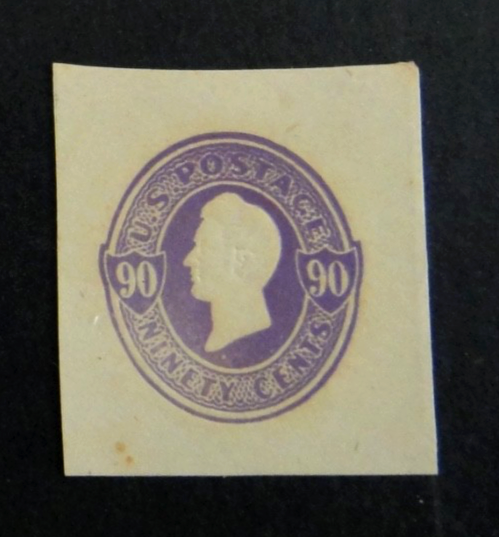 U.S. POSTAGE
90 90
NINETY CENTS